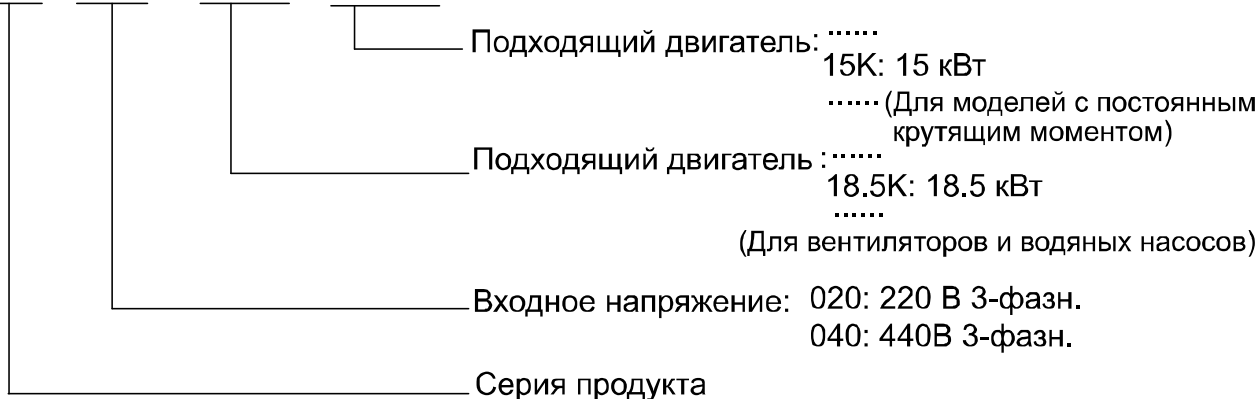 Подходящий двигатель: ······
15K: 15 кВт
······ (Для моделей с постоянным
крутящим моментом)
Подходящий двигатель : ······
18.5K: 18.5 кВт
······
(Для вентиляторов и водяных насосов)
Входное напряжение: 020: 220 В 3-фазн.
040: 440В 3-фазн.
Серия продукта